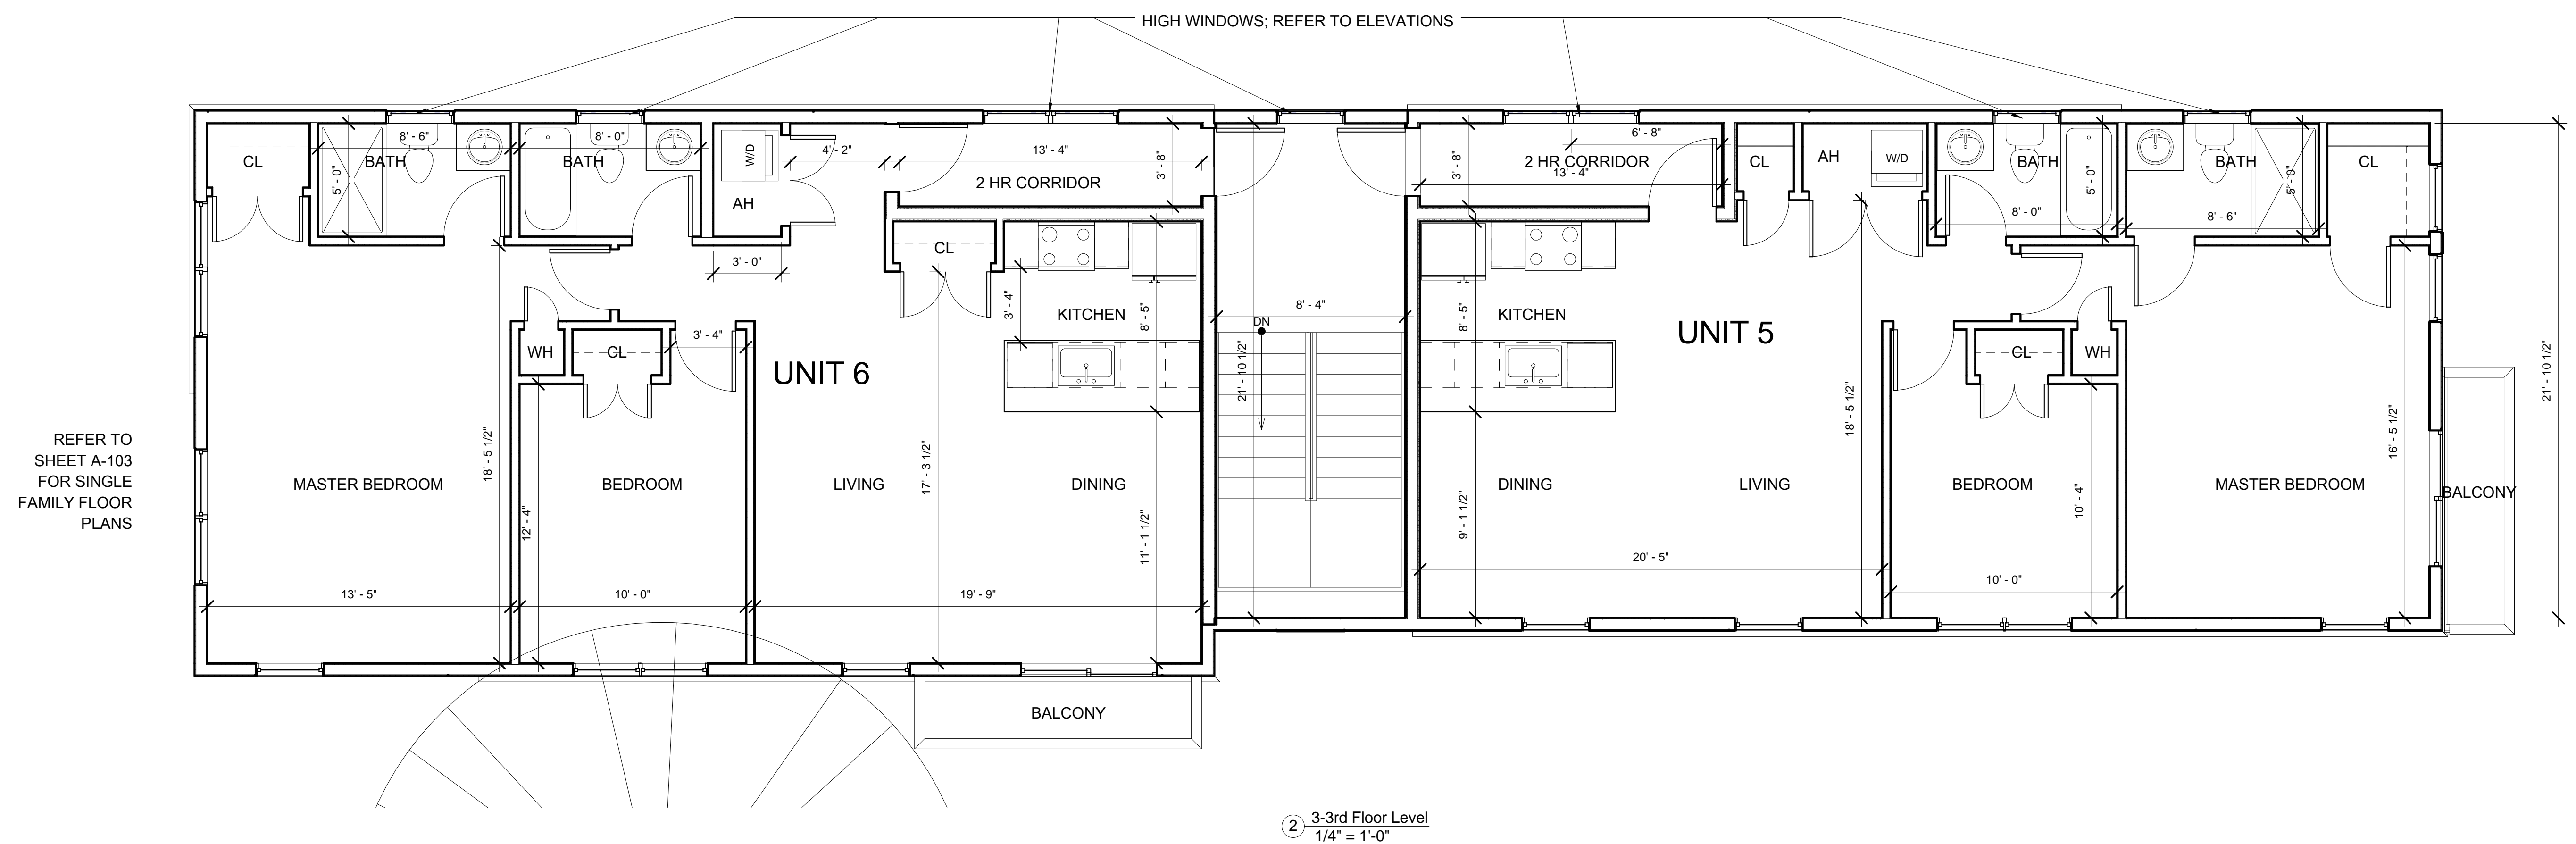 HIGH WINDOWS; REFER TO ELEVATIONS
CL
8' - 6"
BATH
5' - 0"
8' - 0"
BATH
W/D
AH
3' - 0"
4' - 2"
13' - 4"
2 HR CORRIDOR
3' - 8"
3' - 8"
6' - 8"
2 HR CORRIDOR
13' - 4"
CL
AH
W/D
BATH
5' - 0"
8' - 0"
BATH
5' - 0"
8' - 6"
CL
CL
3' - 4"
KITCHEN
8' - 5"
8' - 4"
DN
21' - 10 1/2"
8' - 5"
KITCHEN
UNIT 5
WH
CL
3' - 4"
UNIT 6
CL
WH
18' - 5 1/2"
16' - 5 1/2"
21' - 10 1/2"
REFER TO
SHEET A-103
FOR SINGLE
FAMILY FLOOR
PLANS
MASTER BEDROOM
18' - 5 1/2"
12' - 4"
BEDROOM
LIVING
17' - 3 1/2"
DINING
11' - 1 1/2"
9' - 1 1/2"
DINING
LIVING
BEDROOM
10' - 4"
MASTER BEDROOM
BALCONY
13' - 5"
10' - 0"
19' - 9"
20' - 5"
10' - 0"
BALCONY
2
3-3rd Floor Level
1/4" = 1'-0"